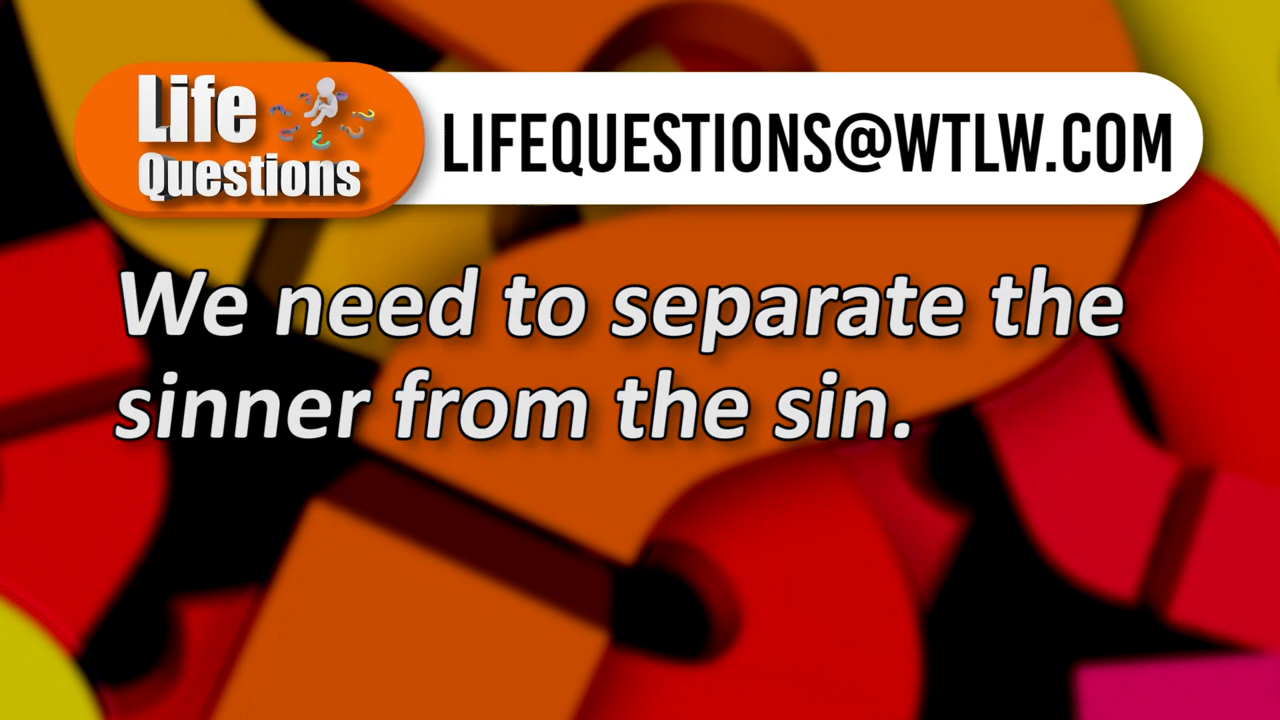 Life
Questions
LIFEQUESTIONS@WTLW.COM
We need to separate the
sinner from the sin.